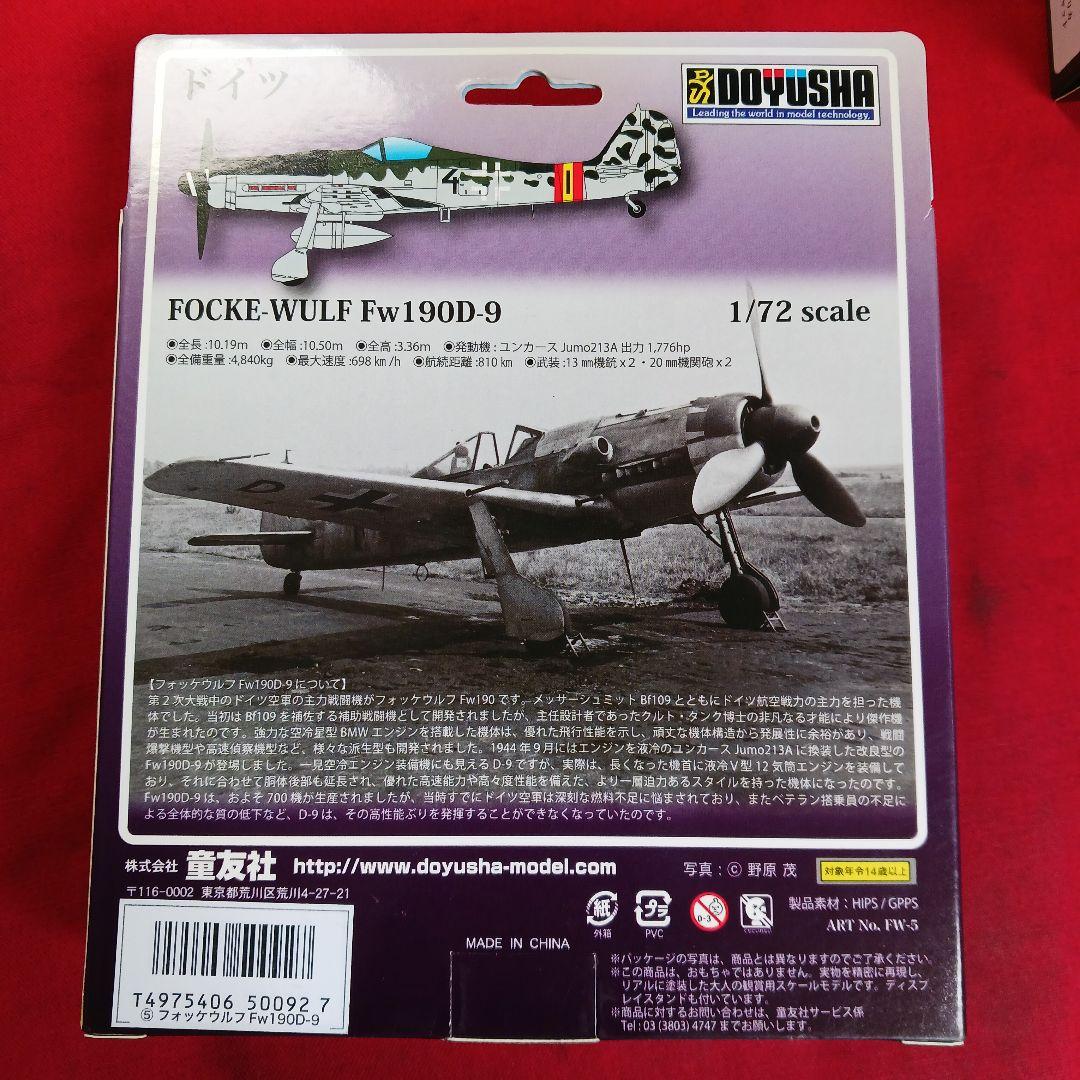 ドイツ
DOYUSHA
Leading the world in model technology.
4
FOCKE-WULF Fw190D-9
1/72 scale
●全長:10.19m ●全幅:10.50m ●全高:3.36m ●発動機:ユンカース Jumo213A 出力 1,776hp
●全備重量:4,840kg ●最大速度:698㎞/h ●航続距離:810㎞ ●武装:13㎜機銃x2・20㎜機関砲x2
D
【フォッケウルフ Fw190D-9について】
第2次大戦中のドイツ空軍の主力戦闘機がフォッケウルフ Fw190 です。メッサーシュミット Bf109 とともにドイツ航空戦力の主力を担った機
体でした。当初は Bf109 を補佐する補助戦闘機として開発されましたが、主任設計者であったクルト・タンク博士の非凡なる才能により傑作機
が生まれたのです。強力な空冷星型 BMW エンジンを搭載した機体は、優れた飛行性能を示し、頑丈な機体構造から発展性に余裕があり、戦闘
爆撃機型や高速偵察機型など、様々な派生型も開発されました。1944年9月にはエンジンを液冷のユンカース Jumo213A に換装した改良型の
Fw190D-9 が登場しました。一見空冷エンジン装備機にも見える D-9 ですが、実際は、長くなった機首に液冷V型12気筒エンジンを装備して
おり、それに合わせて胴体後部も延長され、優れた高速能力や高々度性能を備えた、より一層迫力あるスタイルを持った機体になったのです。
Fw190D-9 は、およそ 700 機が生産されましたが、当時すでにドイツ空軍は深刻な燃料不足に悩まされており、またベテラン搭乗員の不足に
よる全体的な質の低下など、D-9 は、その高性能ぶりを発揮することができなくなっていたのです。
株式会社 童友社 http://www.doyusha-model.com
〒116-0002 東京都荒川区荒川4-27-21
写真:Ⓒ 野原 茂
対象年令14歳以上
紙
外箱
プラ
PVC
0-3
製品素材:HIPS/GPPS
ART No. FW-5
MADE IN CHINA
※パッケージの写真は、商品とは異なりますのでご了承ください。
※この商品は、おもちゃではありません。実物を精密に再現し、
リアルに塗装した大人の観賞用スケールモデルです。ディスプ
レイスタンドも付いています。
※商品に対するお問い合わせは、童友社サービス係
Tel:03 (3803) 4747 までお願いします。
T4975406 50092 7
⑤ フォッケウルフ Fw190D-9